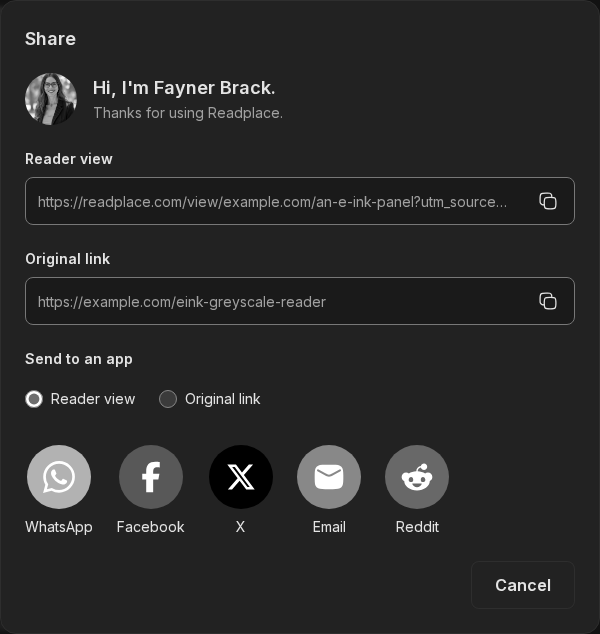 Share
Hi, I'm Fayner Brack.
Thanks for using Readplace.
Reader view
https://readplace.com/view/example.com/an-e-ink-panel?utm_source…
Original link
https://example.com/eink-greyscale-reader
Send to an app
Reader view
Original link
WhatsApp
Facebook
X
Email
Reddit
Cancel